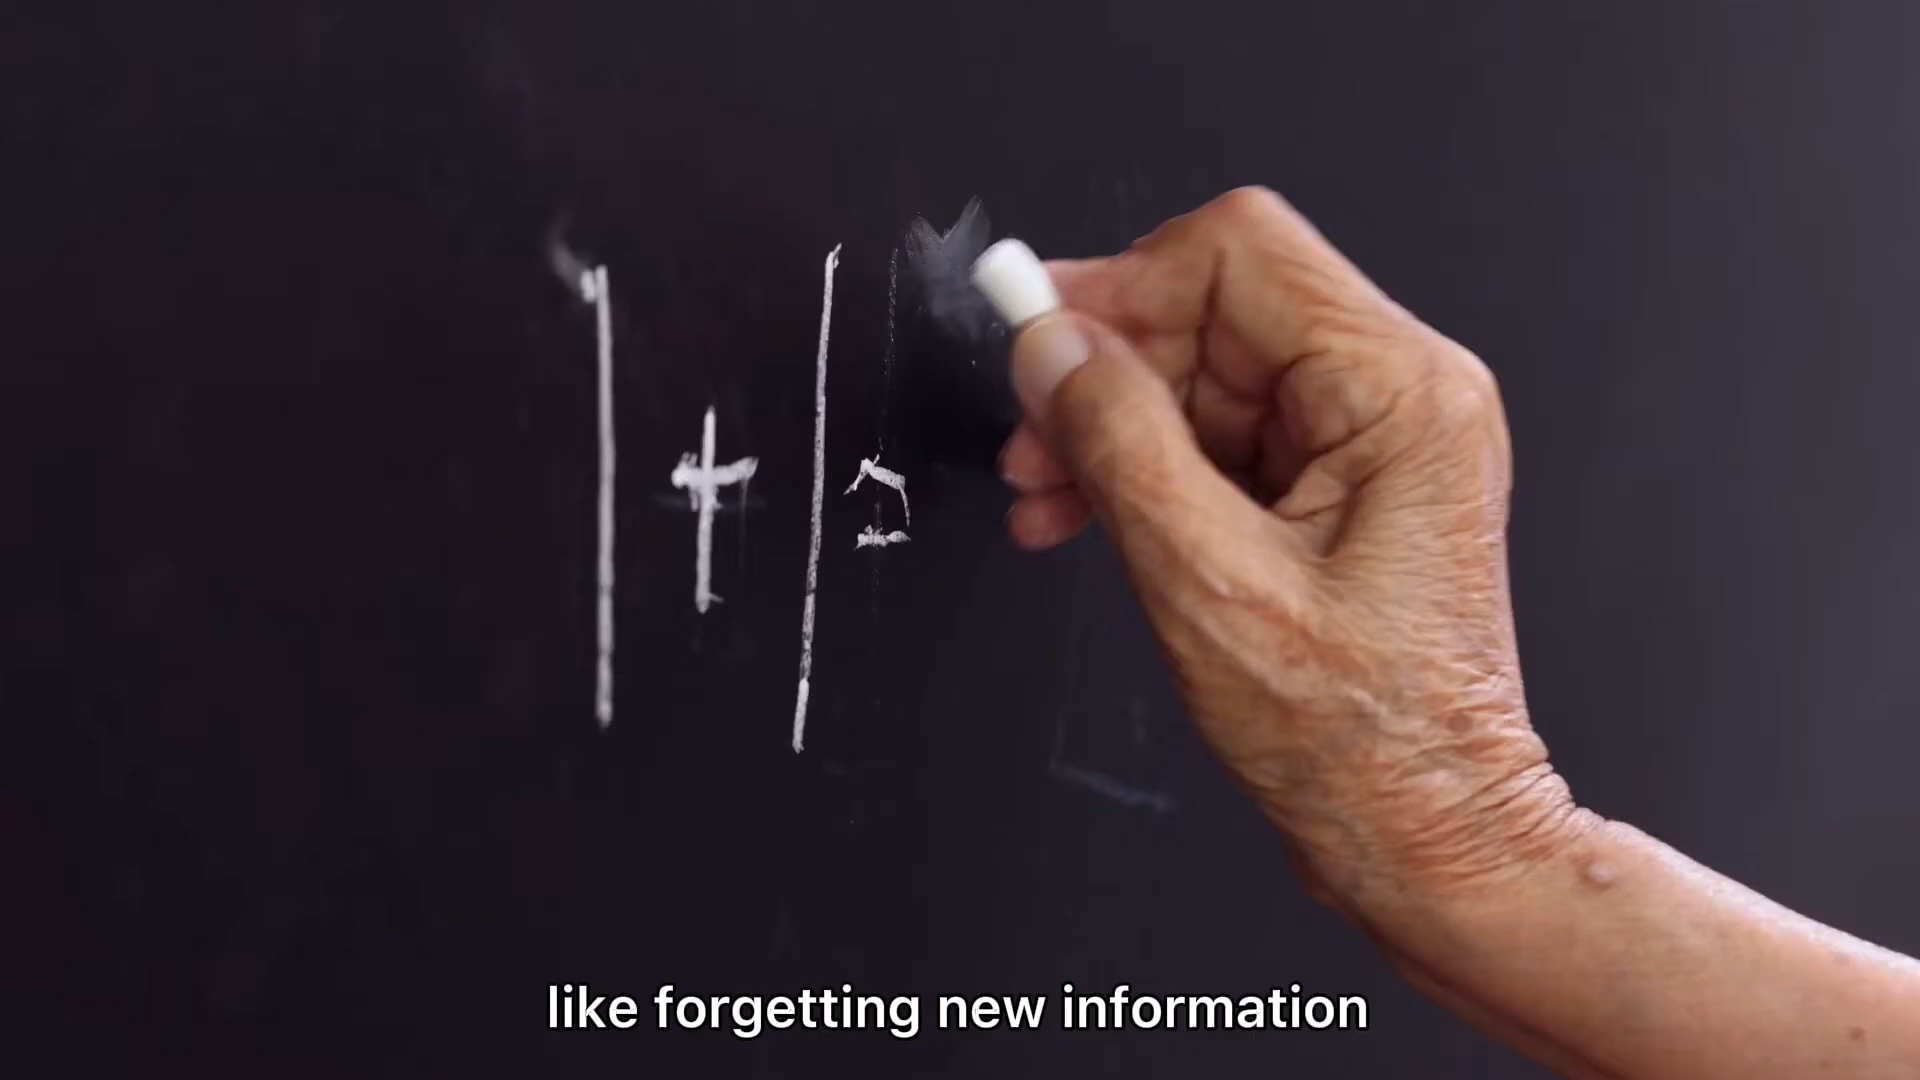 1 + 1
like forgetting new information